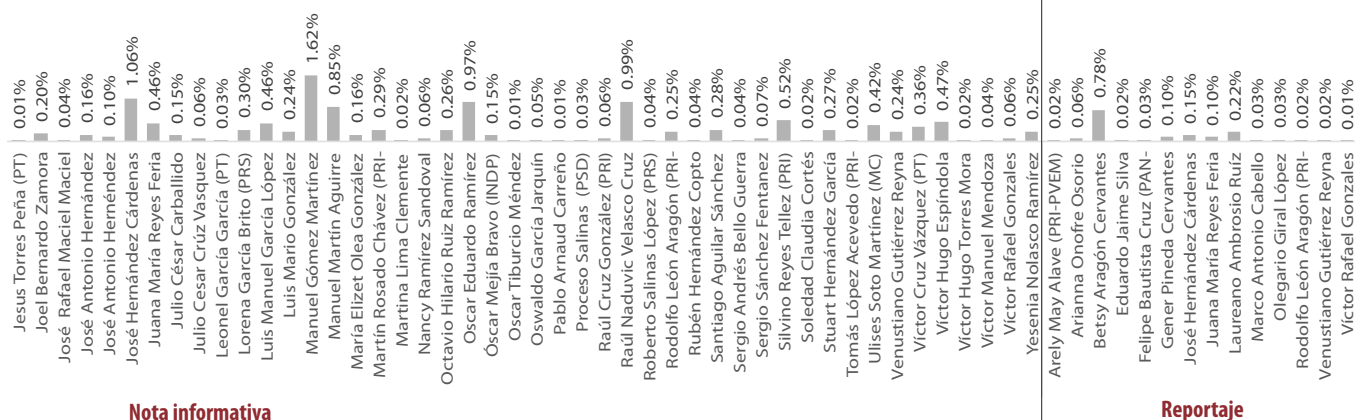 0.01%
0.20%
0.04%
0.16%
0.10%
1.06%
0.46%
0.15%
0.06%
0.03%
0.30%
0.46%
0.24%
1.62%
0.85%
0.16%
0.29%
0.02%
0.06%
0.26%
0.97%
0.15%
0.01%
0.05%
0.01%
0.03%
0.06%
0.99%
0.04%
0.25%
0.04%
0.28%
0.04%
0.07%
0.52%
0.02%
0.27%
0.02%
0.42%
0.24%
0.36%
0.47%
0.02%
0.04%
0.06%
0.25%
0.02%
0.06%
0.78%
0.02%
0.03%
0.10%
0.15%
0.10%
0.22%
0.03%
0.03%
0.02%
0.02%
0.01%
Jesus Torres Peña (PT)
Joel Bernardo Zamora
José Rafael Maciel Maciel
José Antonio Hernández
José Antonio Hernéndez
José Hernández Cárdenas
Juana María Reyes Feria
Julio César Carballido
Julio Cesar Crúz Vasquez
Leonel García García (PT)
Lorena García Brito (PRS)
Luis Manuel García López
Luis Mario González
Manuel Gómez Martínez
Manuel Martín Aguirre
María Elizet Olea González
Martín Rosado Chávez (PRI-
Martina Lima Clemente
Nancy Ramírez Sandoval
Octavio Hilario Ruiz Ramírez
Oscar Eduardo Ramírez
Óscar Mejía Bravo (INDP)
Oscar Tiburcio Méndez
Oswaldo García Jarquín
Pablo Arnaud Carreño
Proceso Salinas (PSD)
Raúl Cruz González (PRI)
Raúl Naduvic Velasco Cruz
Roberto Salinas López (PRS)
Rodolfo León Aragón (PRI-
Rubén Hernández Copto
Santiago Aguilar Sánchez
Sergio Andrés Bello Guerra
Sergio Sánchez Fentanez
Silvino Reyes Tellez (PRI)
Soledad Claudia Cortés
Stuart Hernández García
Tomás López Acevedo (PRI-
Ulises Soto Martínez (MC)
Venustiano Gutiérrez Reyna
Víctor Cruz Vázquez (PT)
Víctor Hugo Espíndola
Víctor Hugo Torres Mora
Víctor Manuel Mendoza
Víctor Rafael Gonzales
Yesenia Nolasco Ramírez
Arely May Alave (PRI-PVEM)
Arianna Onofre Osorio
Betsy Aragón Cervantes
Eduardo Jaime Silva
Felipe Bautista Cruz (PAN-
Gener Pineda Cervantes
José Hernández Cárdenas
Juana María Reyes Feria
Laureano Ambrosio Ruíz
Marco Antonio Cabello
Olegario Giral López
Rodolfo León Aragón (PRI-
Venustiano Gutiérrez Reyna
Víctor Rafael Gonzales
Nota informativa
Reportaje